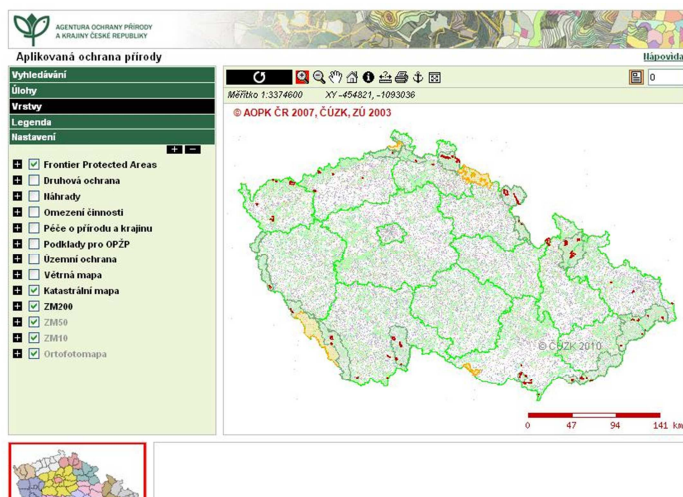 AGENTURA OCHRANY PŘÍRODY
A KRAJINY ČESKÉ REPUBLIKY
Aplikovaná ochrana přírody
Nápověda
Vyhledávání
Úlohy
Vrstvy
Legenda
Nastavení
0
Měřítko 1:3374600 XY -454821, -1093036
© AOPK ČR 2007, ČÚZK, ZÚ 2003
Frontier Protected Areas
Druhová ochrana
Náhrady
Omezení činnosti
Péče o přírodu a krajinu
Podklady pro OPŽP
Územní ochrana
Větrná mapa
Katastrální mapa
ZM200
ZM50
ZM10
Ortofotomapa
© ČÚZK 2010
0 47 94 141 km